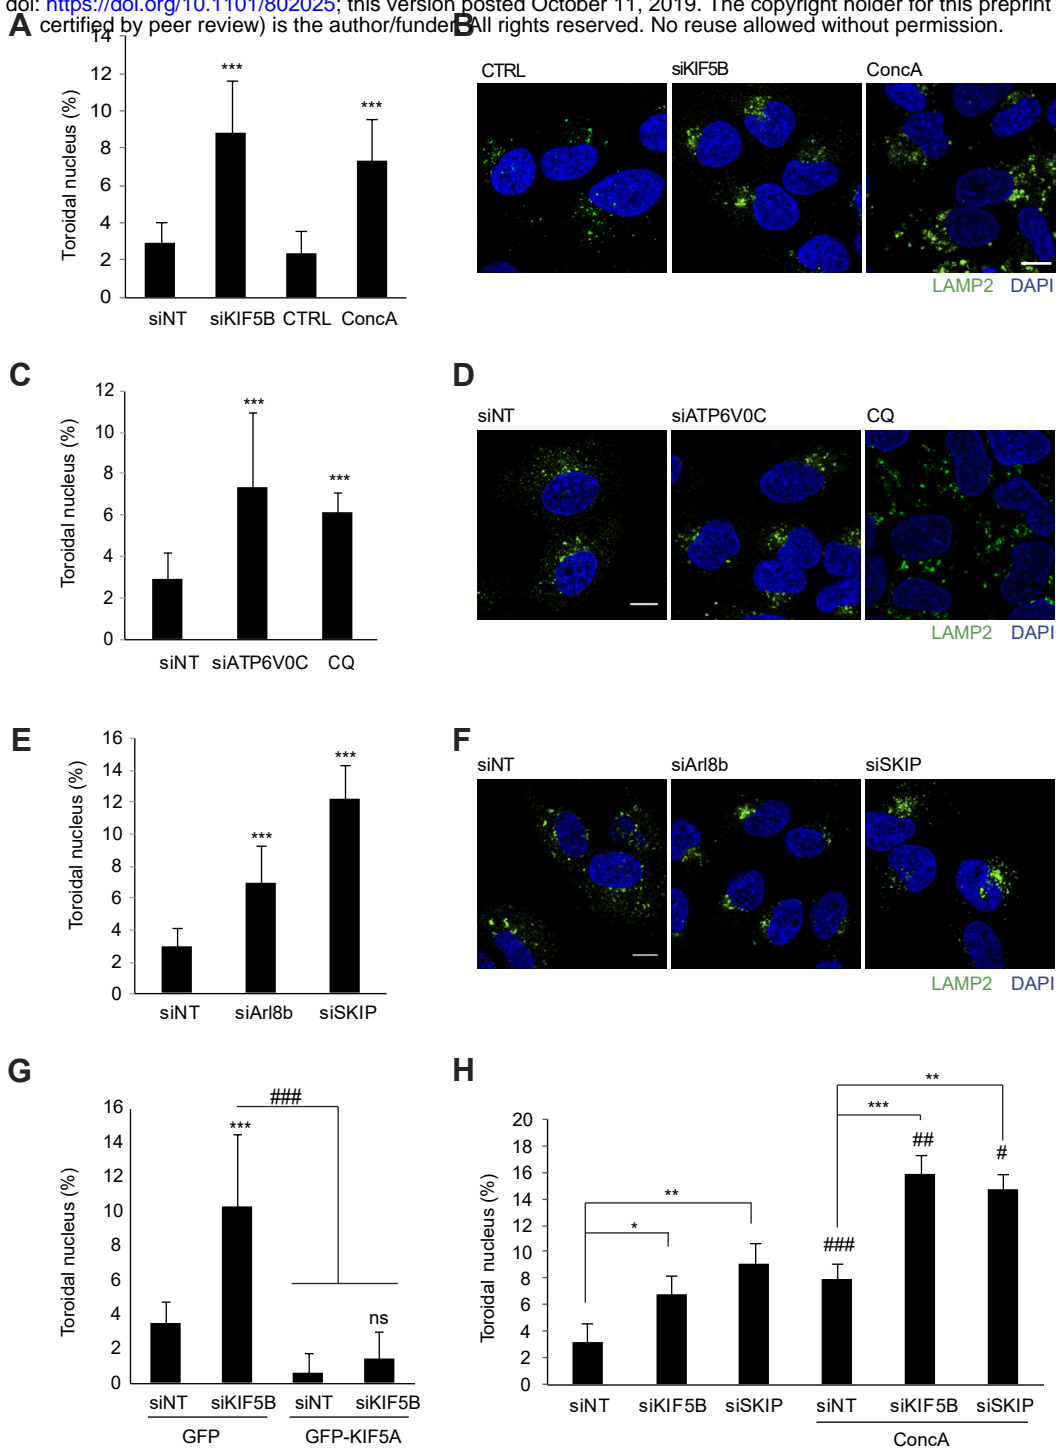 doi: https://doi.org/10.1101/802025; this version posted October 11, 2019. The copyright holder for this preprint
certified by peer review) is the author/funder. All rights reserved. No reuse allowed without permission.
A
Toroidal nucleus (%)
14
12
10
8
6
4
2
0
***
***
siNT siKIF5B CTRL ConcA
B
CTRL siKIF5B ConcA
LAMP2 DAPI
C
Toroidal nucleus (%)
12
10
8
6
4
2
0
***
***
siNT siATP6V0C CQ
D
siNT siATP6V0C CQ
LAMP2 DAPI
E
Toroidal nucleus (%)
16
14
12
10
8
6
4
2
0
***
***
siNT siArl8b siSKIP
F
siNT siArl8b siSKIP
LAMP2 DAPI
G
Toroidal nucleus (%)
16
14
12
10
8
6
4
2
0
###
***
ns
siNT siKIF5B siNT siKIF5B
GFP GFP-KIF5A
H
Toroidal nucleus (%)
20
18
16
14
12
10
8
6
4
2
0
**
***
##
#
**
*
###
siNT siKIF5B siSKIP siNT siKIF5B siSKIP
ConcA